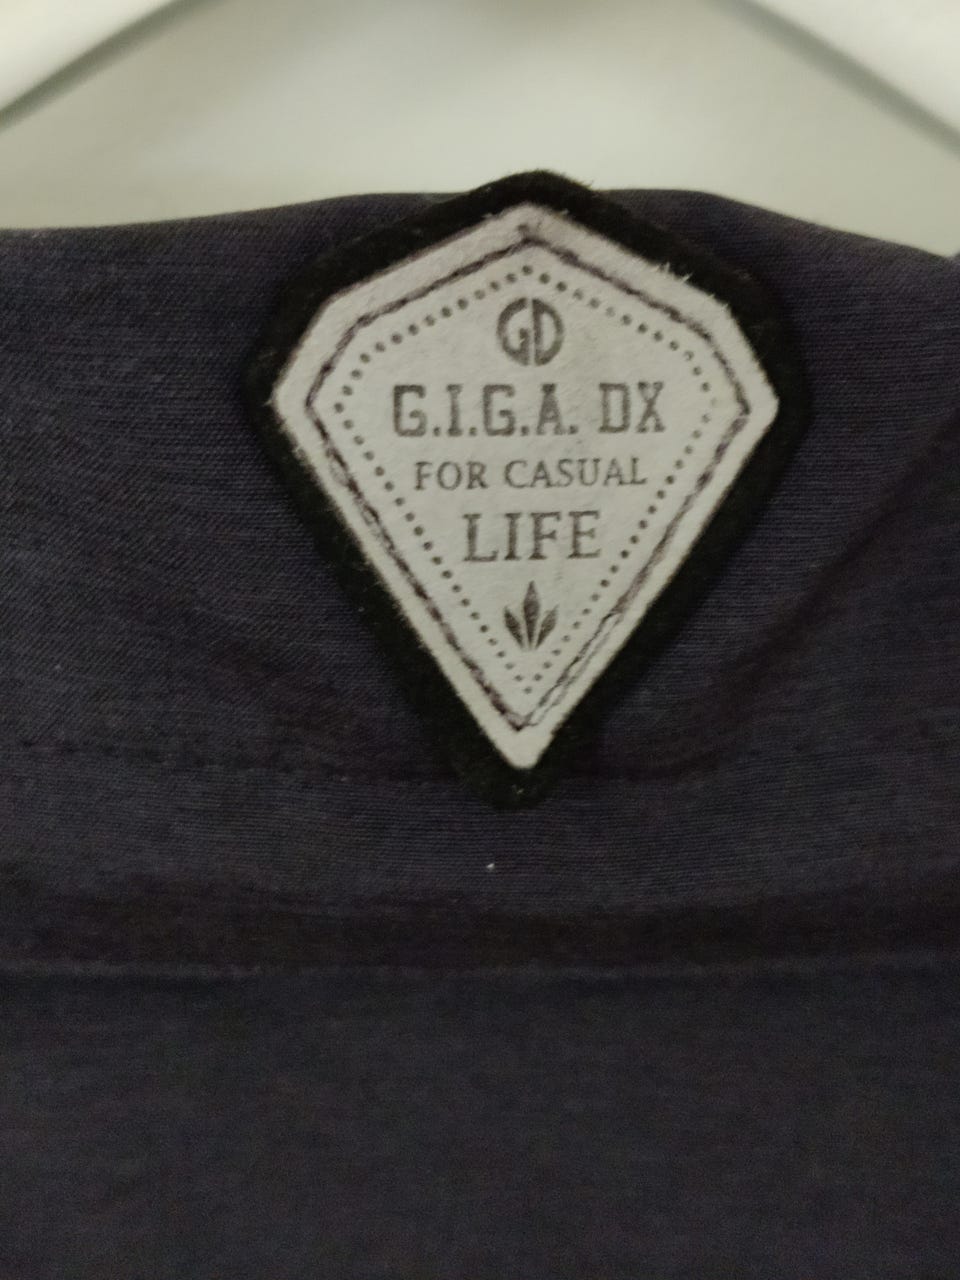 GD
G.I.G.A. DX
FOR CASUAL
LIFE